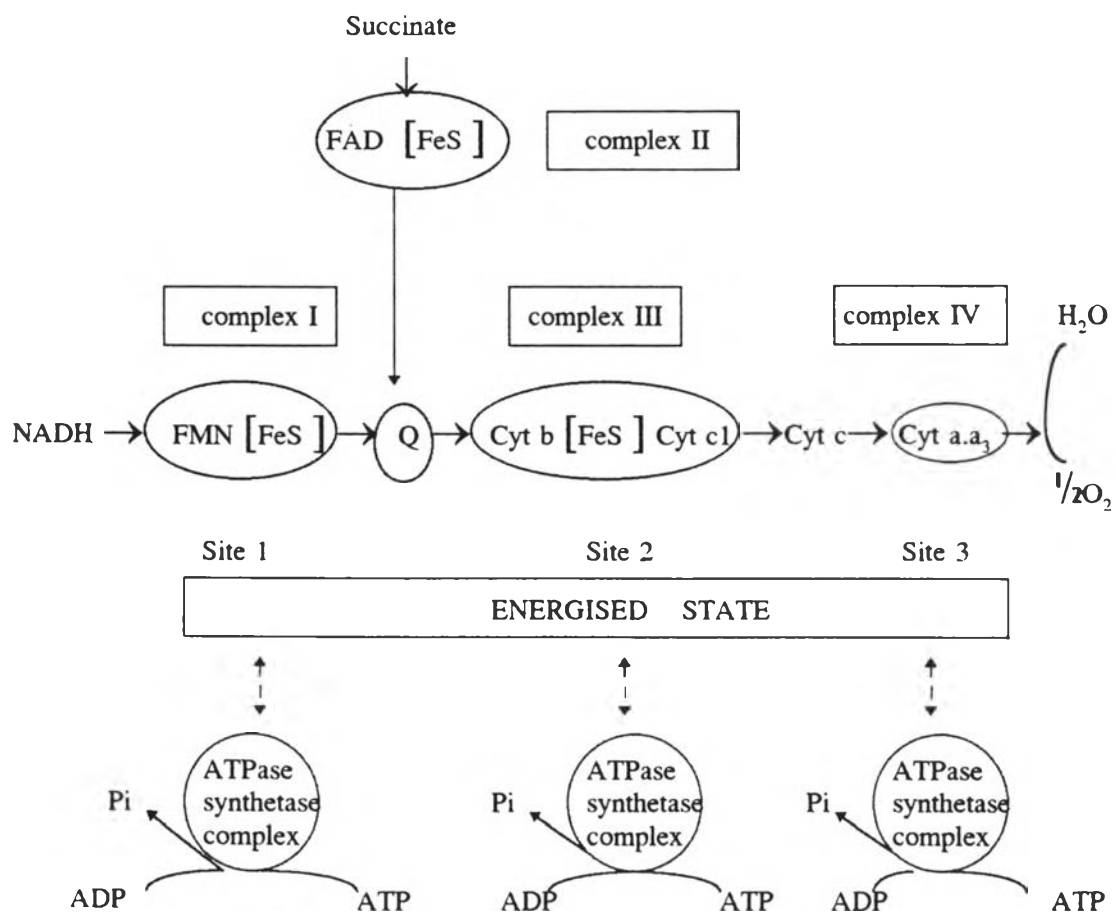 Succinate
FAD [FeS]
complex II
complex I
complex III
complex IV
H₂O
NADH
FMN [FeS]
Q
Cyt b [FeS] Cyt c1
Cyt c
Cyt a.a₃
1/2O₂
Site 1
Site 2
Site 3
ENERGISED STATE
ATPase
synthetase
complex
Pi
ADP
ATP
ATPase
synthetase
complex
Pi
ADP
ATP
ATPase
synthetase
complex
Pi
ADP
ATP